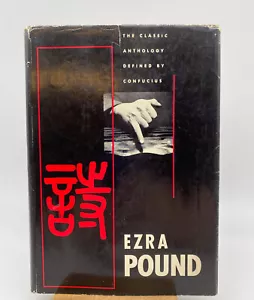 THE CLASSIC
ANTHOLOGY
DEFINED BY
CONFUCIUS
EZRA
POUND